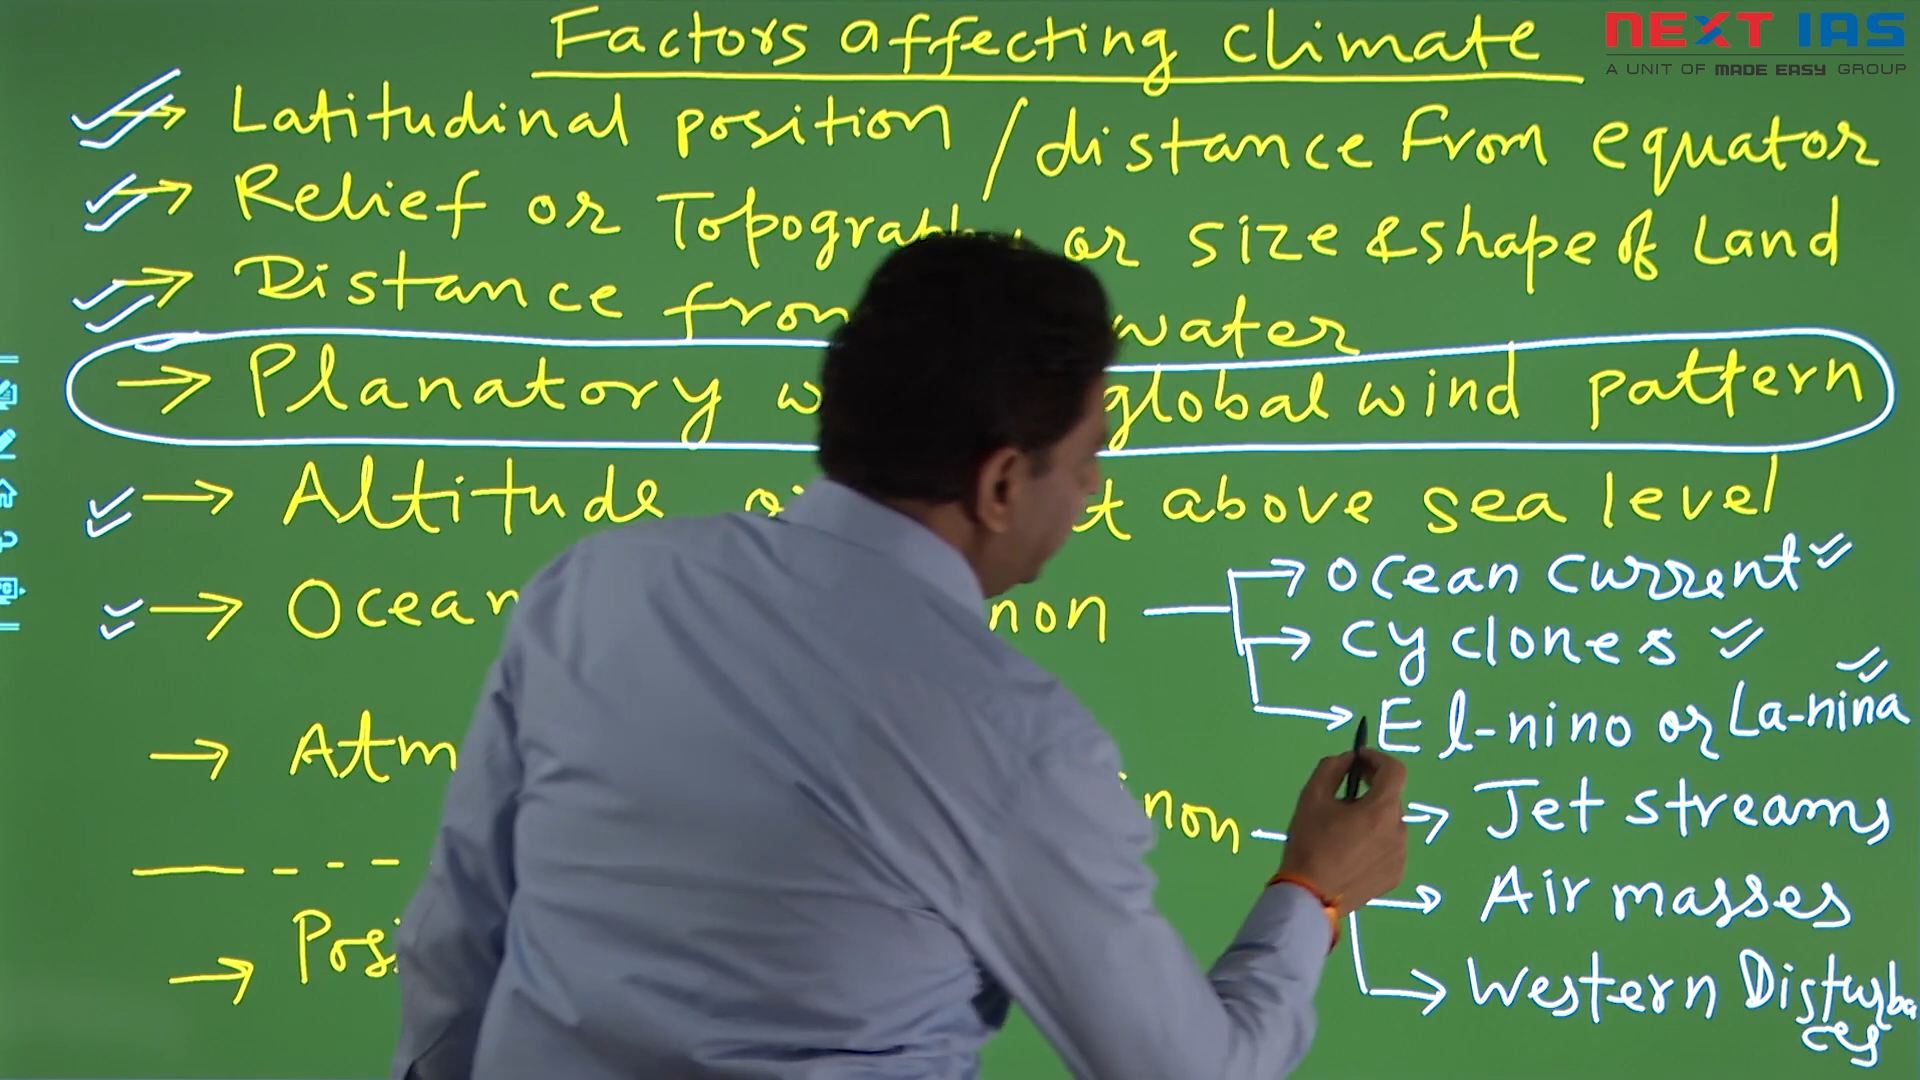 Factors affecting climate
NEXT IAS
A UNIT OF MADE EASY GROUP
→ Latitudinal position / distance from equator
→ Relief or Topography or size & shape of Land
→ Distance from water
→ Planatory global wind pattern
→ Altitude above sea level
→ Ocean non
→ Ocean current
→ Cyclones
→ El-nino or La-nina
→ Atm non
→ Jet streams
→ Air masses
→ Western Disturbances
→ Posi